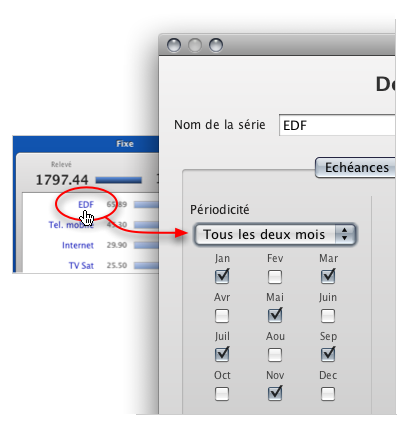 Fixe
Relevé
1797.44
EDF 65.89
Tel. mobile 49.30
Internet 29.90
TV Sat 25.50
Nom de la série EDF
Echéances
Périodicité
Tous les deux mois
Jan Fev Mar
Avr Mai Juin
Juil Aou Sep
Oct Nov Dec